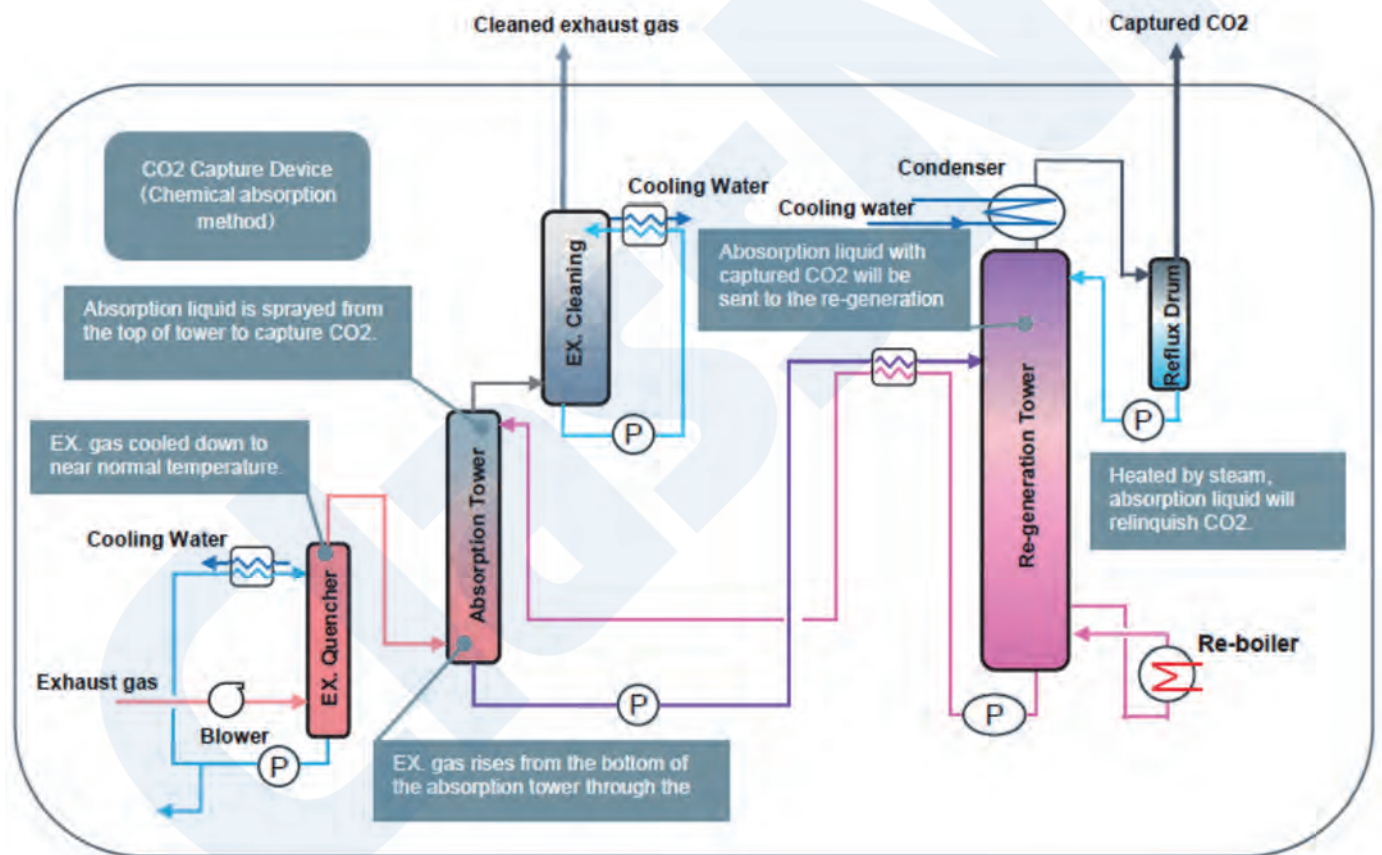 Cleaned exhaust gas
Captured CO2
CO2 Capture Device
(Chemical absorption
method)
Condenser
Cooling Water
Cooling water
Abosorption liquid with
captured CO2 will be
sent to the re-generation
Absorption liquid is sprayed from
the top of tower to capture CO2.
EX. Cleaning
Reflux Drum
P
P
EX. gas cooled down to
near normal temperature.
Absorption Tower
Re-generation Tower
Heated by steam,
absorption liquid will
relinquish CO2.
Cooling Water
EX. Quencher
Re-boiler
Exhaust gas
Blower
P
P
P
EX. gas rises from the bottom of
the absorption tower through the